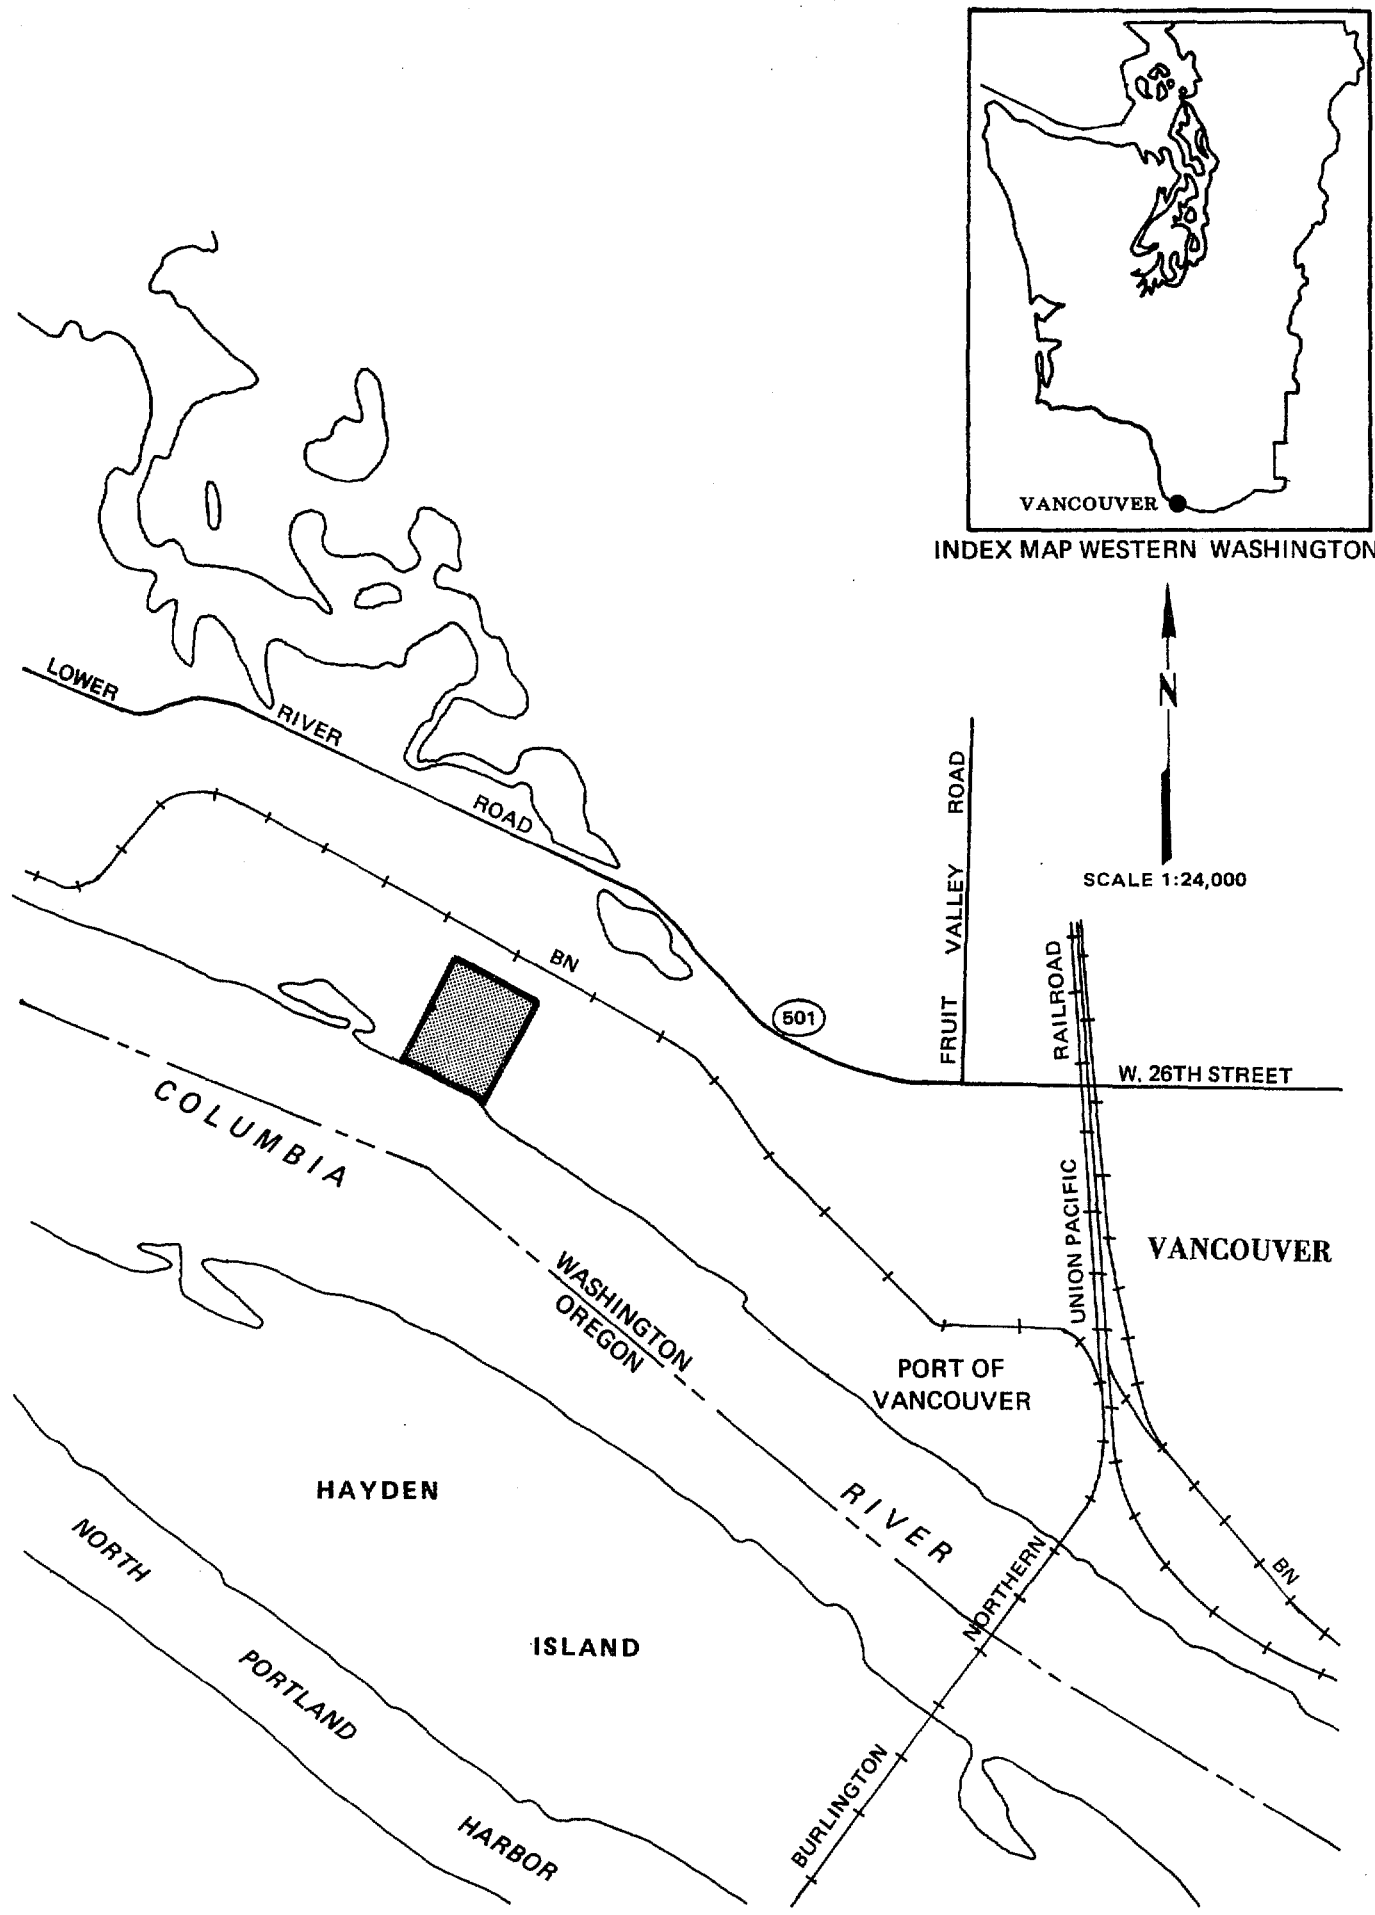 VANCOUVER
INDEX MAP WESTERN WASHINGTON
N
SCALE 1:24,000
LOWER RIVER ROAD
FRUIT VALLEY ROAD
BN
501
W. 26TH STREET
UNION PACIFIC RAILROAD
VANCOUVER
COLUMBIA RIVER
WASHINGTON
OREGON
PORT OF
VANCOUVER
HAYDEN
ISLAND
NORTH PORTLAND HARBOR
BURLINGTON NORTHERN
BN